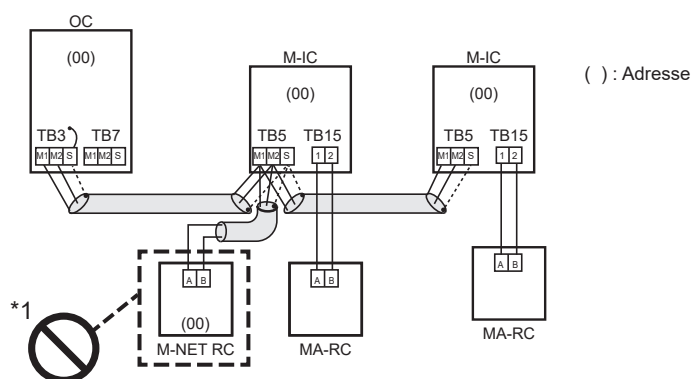 OC
(00)
TB3 TB7
M1 M2 S M1 M2 S
M-IC
(00)
TB5 TB15
M1 M2 S 1 2
M-IC
(00)
TB5 TB15
M1 M2 S 1 2
( ) : Adresse
*1
A B
(00)
M-NET RC
A B
MA-RC
A B
MA-RC